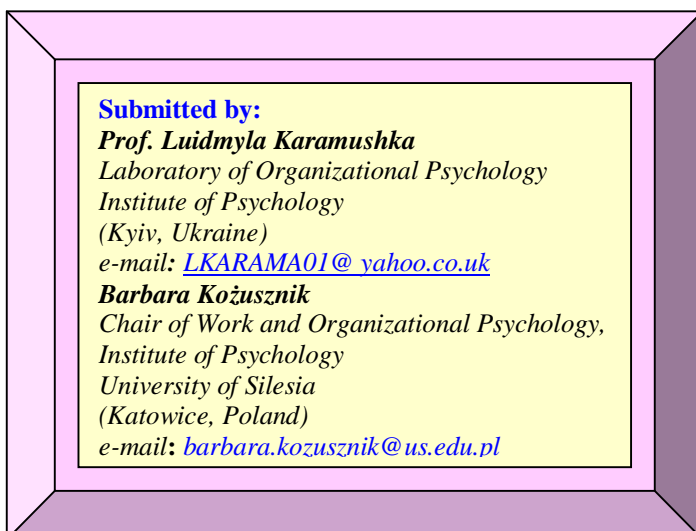 Submitted by:
Prof. Luidmyla Karamushka
Laboratory of Organizational Psychology
Institute of Psychology
(Kyiv, Ukraine)
e-mail: LKARAMA01@ yahoo.co.uk
Barbara Kożusznik
Chair of Work and Organizational Psychology,
Institute of Psychology
University of Silesia
(Katowice, Poland)
e-mail: barbara.kozusznik@us.edu.pl